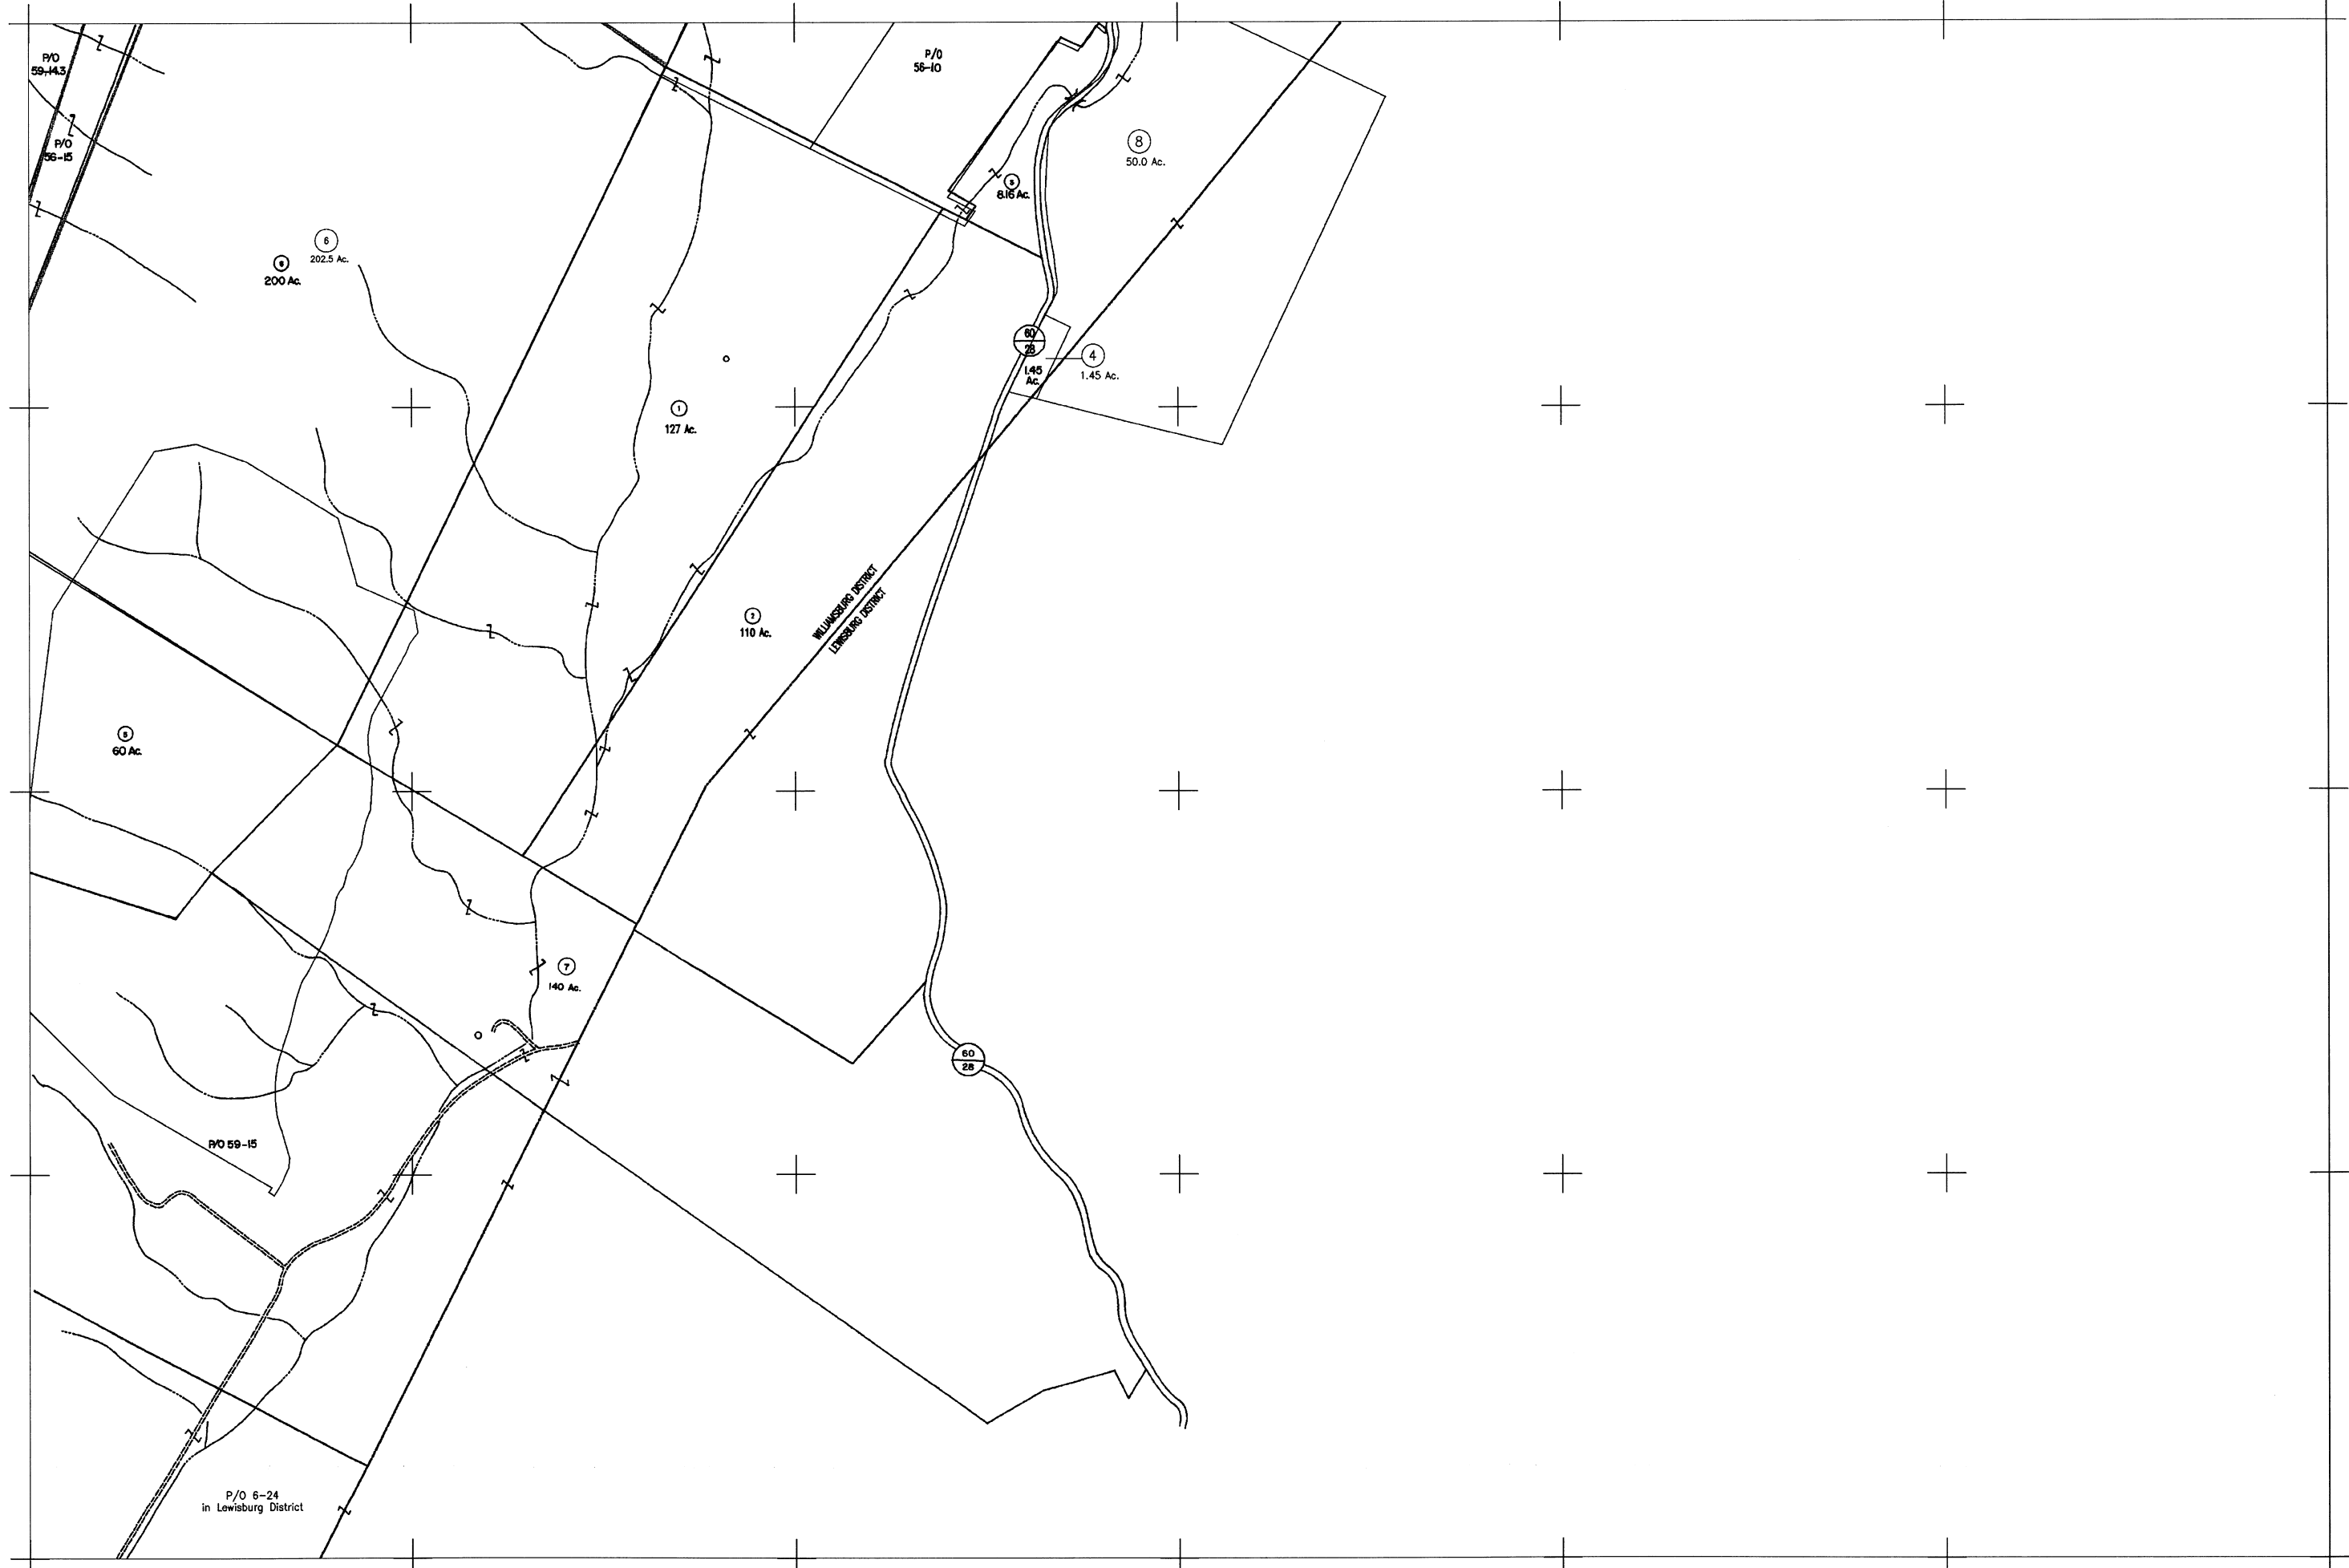 P/O
59-14.3
P/O
56-10
P/O
56-15
8
50.0 Ac.
8.16 Ac.
6
202.5 Ac.
200 Ac.
60
28
4
1.45 Ac.
1.45
Ac.
1
127 Ac.
2
110 Ac.
WILLIAMSBURG DISTRICT
LEWISBURG DISTRICT
5
60 Ac.
7
140 Ac.
60
28
P/O 59-15
P/O 6-24
in Lewisburg District